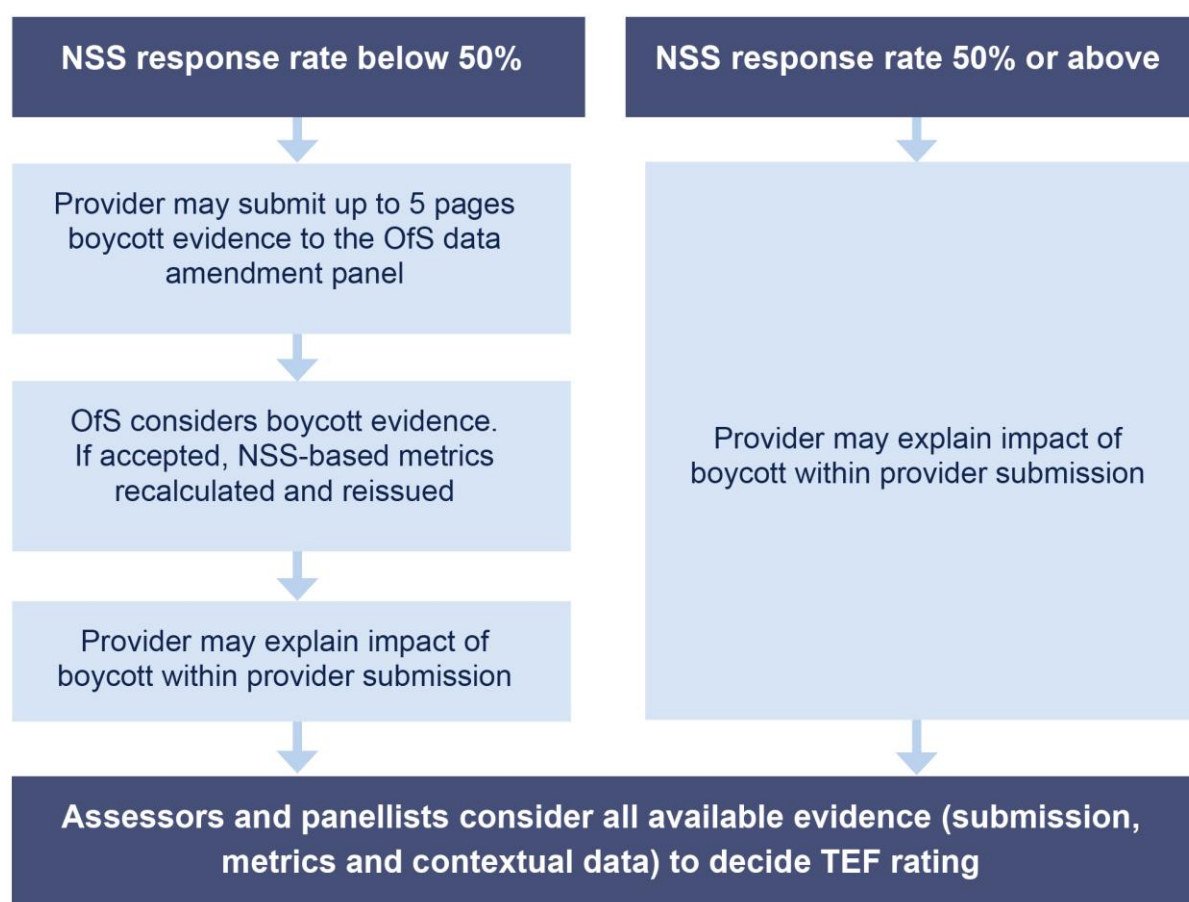 NSS response rate below 50%
Provider may submit up to 5 pages
boycott evidence to the OfS data
amendment panel
OfS considers boycott evidence.
If accepted, NSS-based metrics
recalculated and reissued
Provider may explain impact of
boycott within provider submission
NSS response rate 50% or above
Provider may explain impact of
boycott within provider submission
Assessors and panellists consider all available evidence (submission,
metrics and contextual data) to decide TEF rating